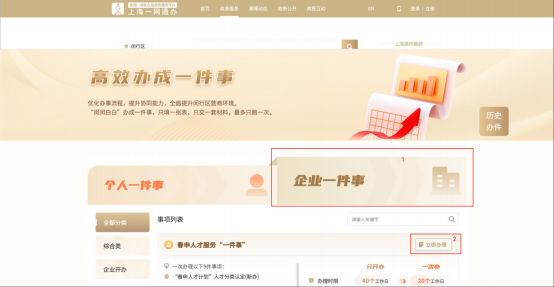 上海一网通办
首页 政务服务 要闻动态 政务公开 政民互动 EN 登录 / 注册
闵行区
高效办成一件事
优化办事流程，提升协同能力，全面提升闵行区营商环境。
“闵闵白白”办成一件事，只填一张表，只交一套材料，最多只跑一次。
历史
办件
1
个人一件事
企业一件事
全部分类
事项列表
请输入关键字
综合类
春申人才服务“一件事”
立即办理
2
企业开办
一次办理以下9件事项：
“春申人才计划”人才分类认定(新办)
分开办 一次办
办理时限 40个工作日 20个工作日